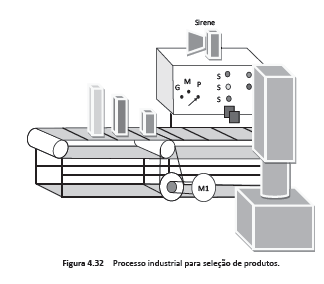 Sirene
M
G P
S
S
S
M1
Figura 4.32 Processo industrial para seleção de produtos.